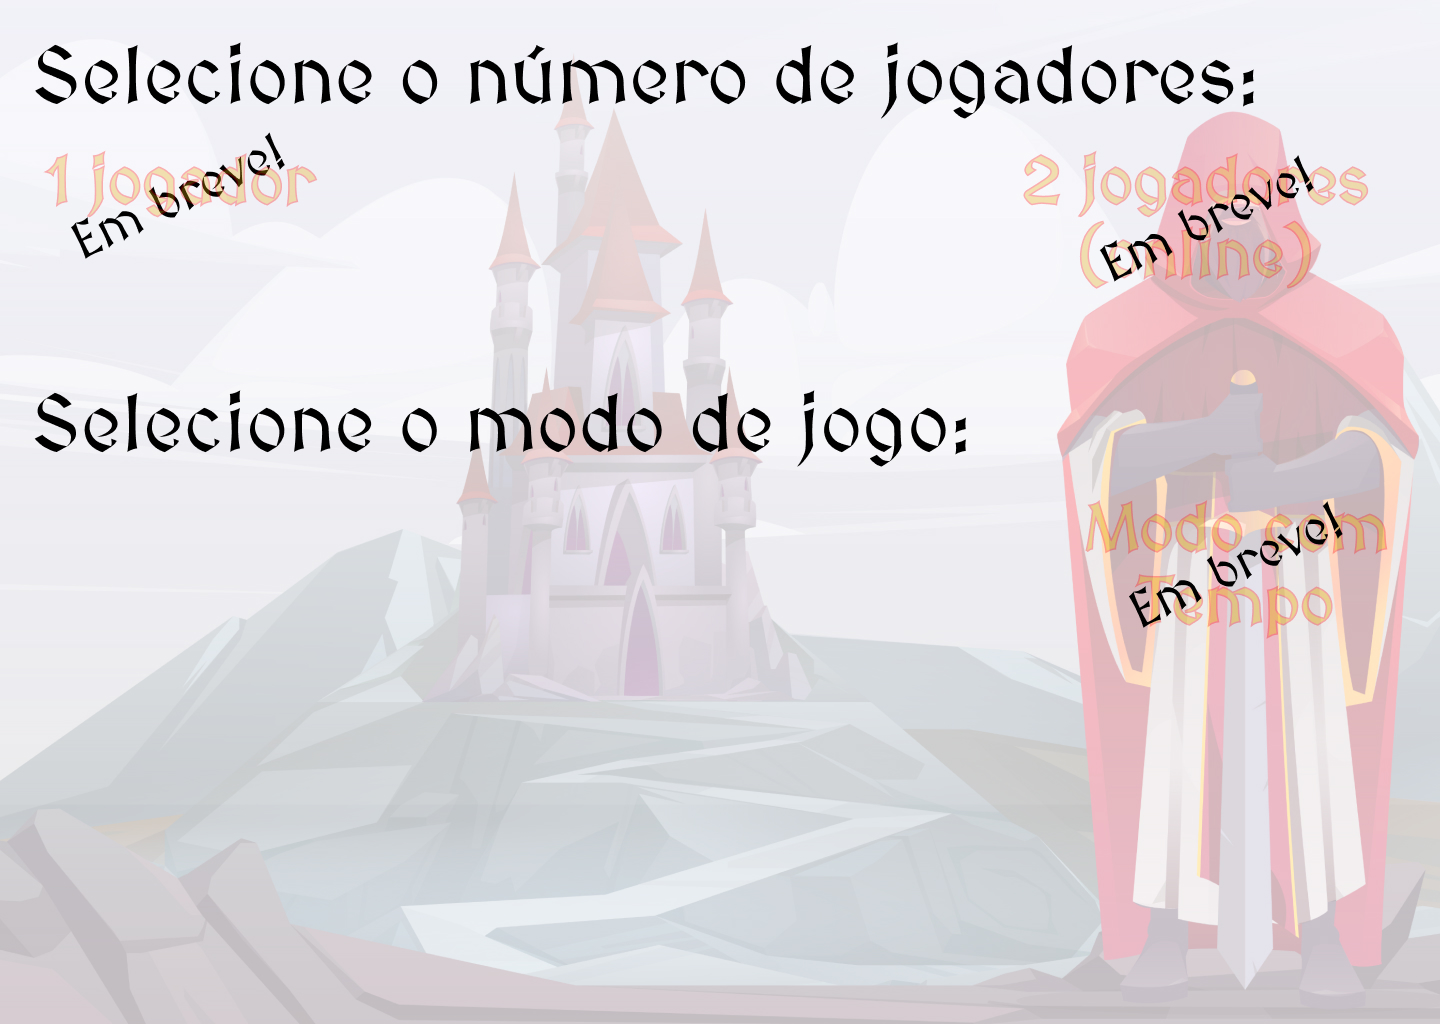 Selecione o número de jogadores:
1 jogador
Em breve!
2 jogadores
(online)
Em breve!
Selecione o modo de jogo:
Modo com
Tempo
Em breve!